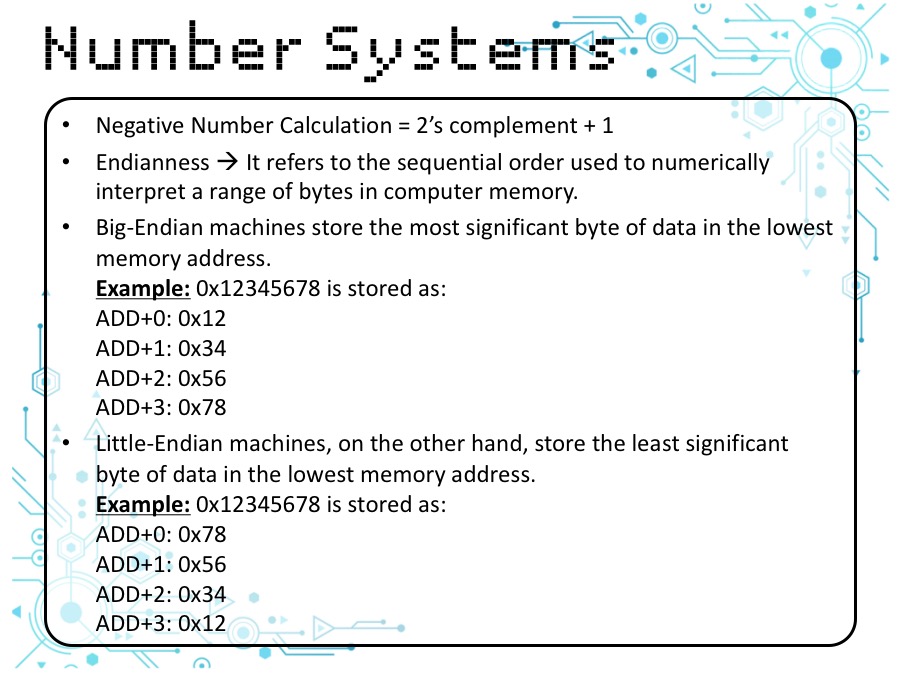 Number Systems
• Negative Number Calculation = 2’s complement + 1
• Endianness → It refers to the sequential order used to numerically
interpret a range of bytes in computer memory.
• Big-Endian machines store the most significant byte of data in the lowest
memory address.
Example: 0x12345678 is stored as:
ADD+0: 0x12
ADD+1: 0x34
ADD+2: 0x56
ADD+3: 0x78
• Little-Endian machines, on the other hand, store the least significant
byte of data in the lowest memory address.
Example: 0x12345678 is stored as:
ADD+0: 0x78
ADD+1: 0x56
ADD+2: 0x34
ADD+3: 0x12